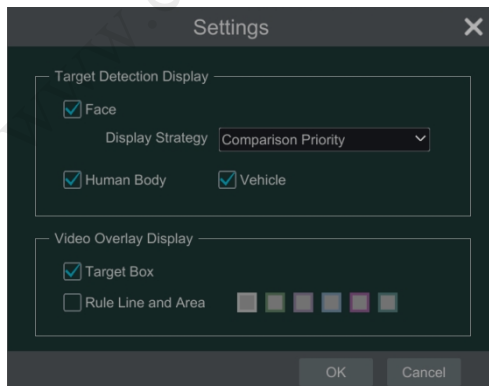 Settings
Target Detection Display
Face
Display Strategy Comparison Priority
Human Body Vehicle
Video Overlay Display
Target Box
Rule Line and Area
OK Cancel